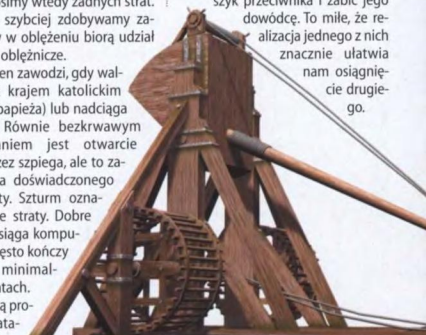 osimy wtedy żadnych strat.
szybciej zdobywamy za-
w oblężeniu biorą udział
oblężnicze.
en zawodzi, gdy wal-
krajem katolickim
papieża) lub nadciąga
Równie bezkrwawym
niem jest otwarcie
zez szpiega, ale to za-
a doświadczonego
ty. Szturm ozna-
e straty. Dobre
siąga kompu-
ęsto kończy
minimal-
atach.
ą pro-
ata-
szyk przeciwnika i zabić jego
dowódcę. To miłe, że re-
alizacja jednego z nich
znacznie ułatwia
nam osiągnię-
cie drugie-
go.